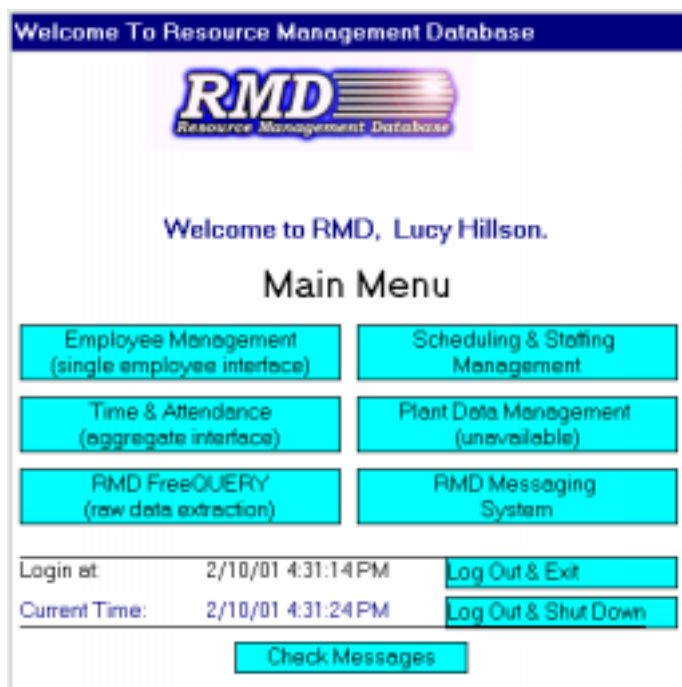 Welcome To Resource Management Database
RMD
Resource Management Database
Welcome to RMD, Lucy Hillson.
Main Menu
Employee Management
(single employee interface)
Scheduling & Staffing
Management
Time & Attendance
(aggregate interface)
Plant Data Management
(unavailable)
RMD FreeQUERY
(raw data extraction)
RMD Messaging
System
Login at: 2/10/01 4:31:14 PM Log Out & Exit
Current Time: 2/10/01 4:31:24 PM Log Out & Shut Down
Check Messages